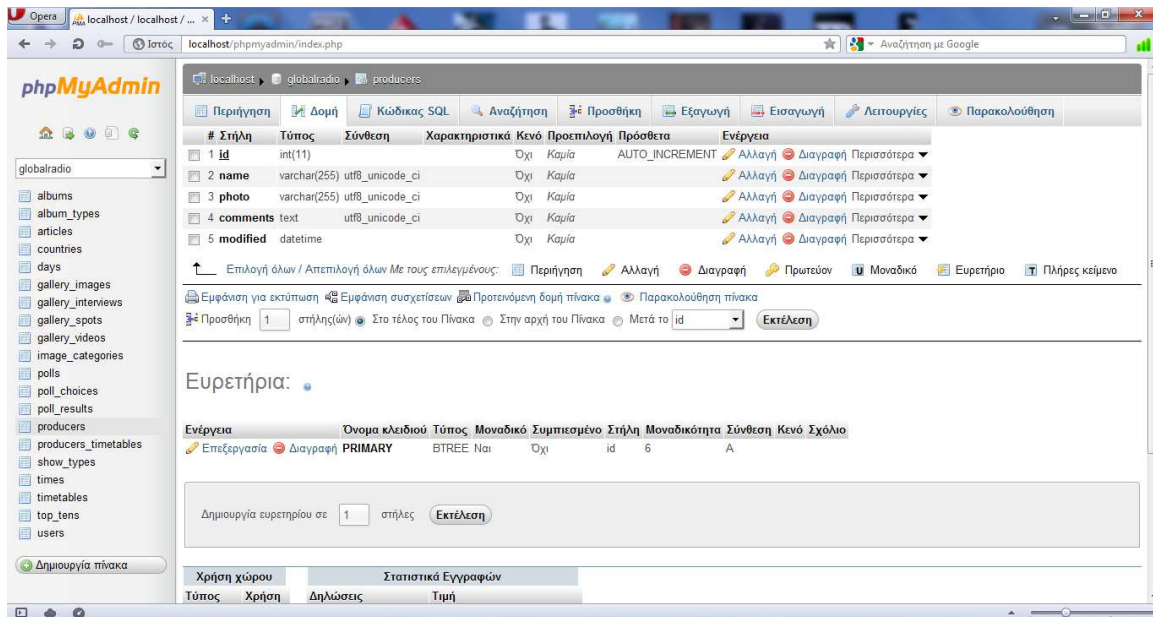 Opera
localhost / localhost / ...
Ιστός
localhost/phpmyadmin/index.php
Αναζήτηση με Google
phpMyAdmin
globalradio
albums
album_types
articles
countries
days
gallery_images
gallery_interviews
gallery_spots
gallery_videos
image_categories
polls
poll_choices
poll_results
producers
producers_timetables
show_types
times
timetables
top_tens
users
Δημιουργία πίνακα
localhost globalradio producers
Περιήγηση Δομή Κώδικας SQL Αναζήτηση Προσθήκη Εξαγωγή Εισαγωγή Λειτουργίες Παρακολούθηση
# Στήλη Τύπος Σύνθεση Χαρακτηριστικά Κενό Προεπιλογή Πρόσθετα Ενέργεια
1 id int(11) Όχι Καμία AUTO_INCREMENT Αλλαγή Διαγραφή Περισσότερα
2 name varchar(255) utf8_unicode_ci Όχι Καμία Αλλαγή Διαγραφή Περισσότερα
3 photo varchar(255) utf8_unicode_ci Όχι Καμία Αλλαγή Διαγραφή Περισσότερα
4 comments text utf8_unicode_ci Όχι Καμία Αλλαγή Διαγραφή Περισσότερα
5 modified datetime Όχι Καμία Αλλαγή Διαγραφή Περισσότερα
Επιλογή όλων / Απεπιλογή όλων Με τους επιλεγμένους: Περιήγηση Αλλαγή Διαγραφή Πρωτεύον U Μοναδικό Ευρετήριο T Πλήρες κείμενο
Εμφάνιση για εκτύπωση Εμφάνιση συσχετίσεων Προτεινόμενη δομή πίνακα Παρακολούθηση πίνακα
Προσθήκη 1 στήλης(ών) Στο τέλος του Πίνακα Στην αρχή του Πίνακα Μετά το id Εκτέλεση
Ευρετήρια:
Ενέργεια Όνομα κλειδιού Τύπος Μοναδικό Συμπιεσμένο Στήλη Μοναδικότητα Σύνθεση Κενό Σχόλιο
Επεξεργασία Διαγραφή PRIMARY BTREE Ναι Όχι id 6 A
Δημιουργία ευρετηρίου σε 1 στήλες Εκτέλεση
Χρήση χώρου Στατιστικά Εγγραφών
Τύπος Χρήση Δηλώσεις Τιμή